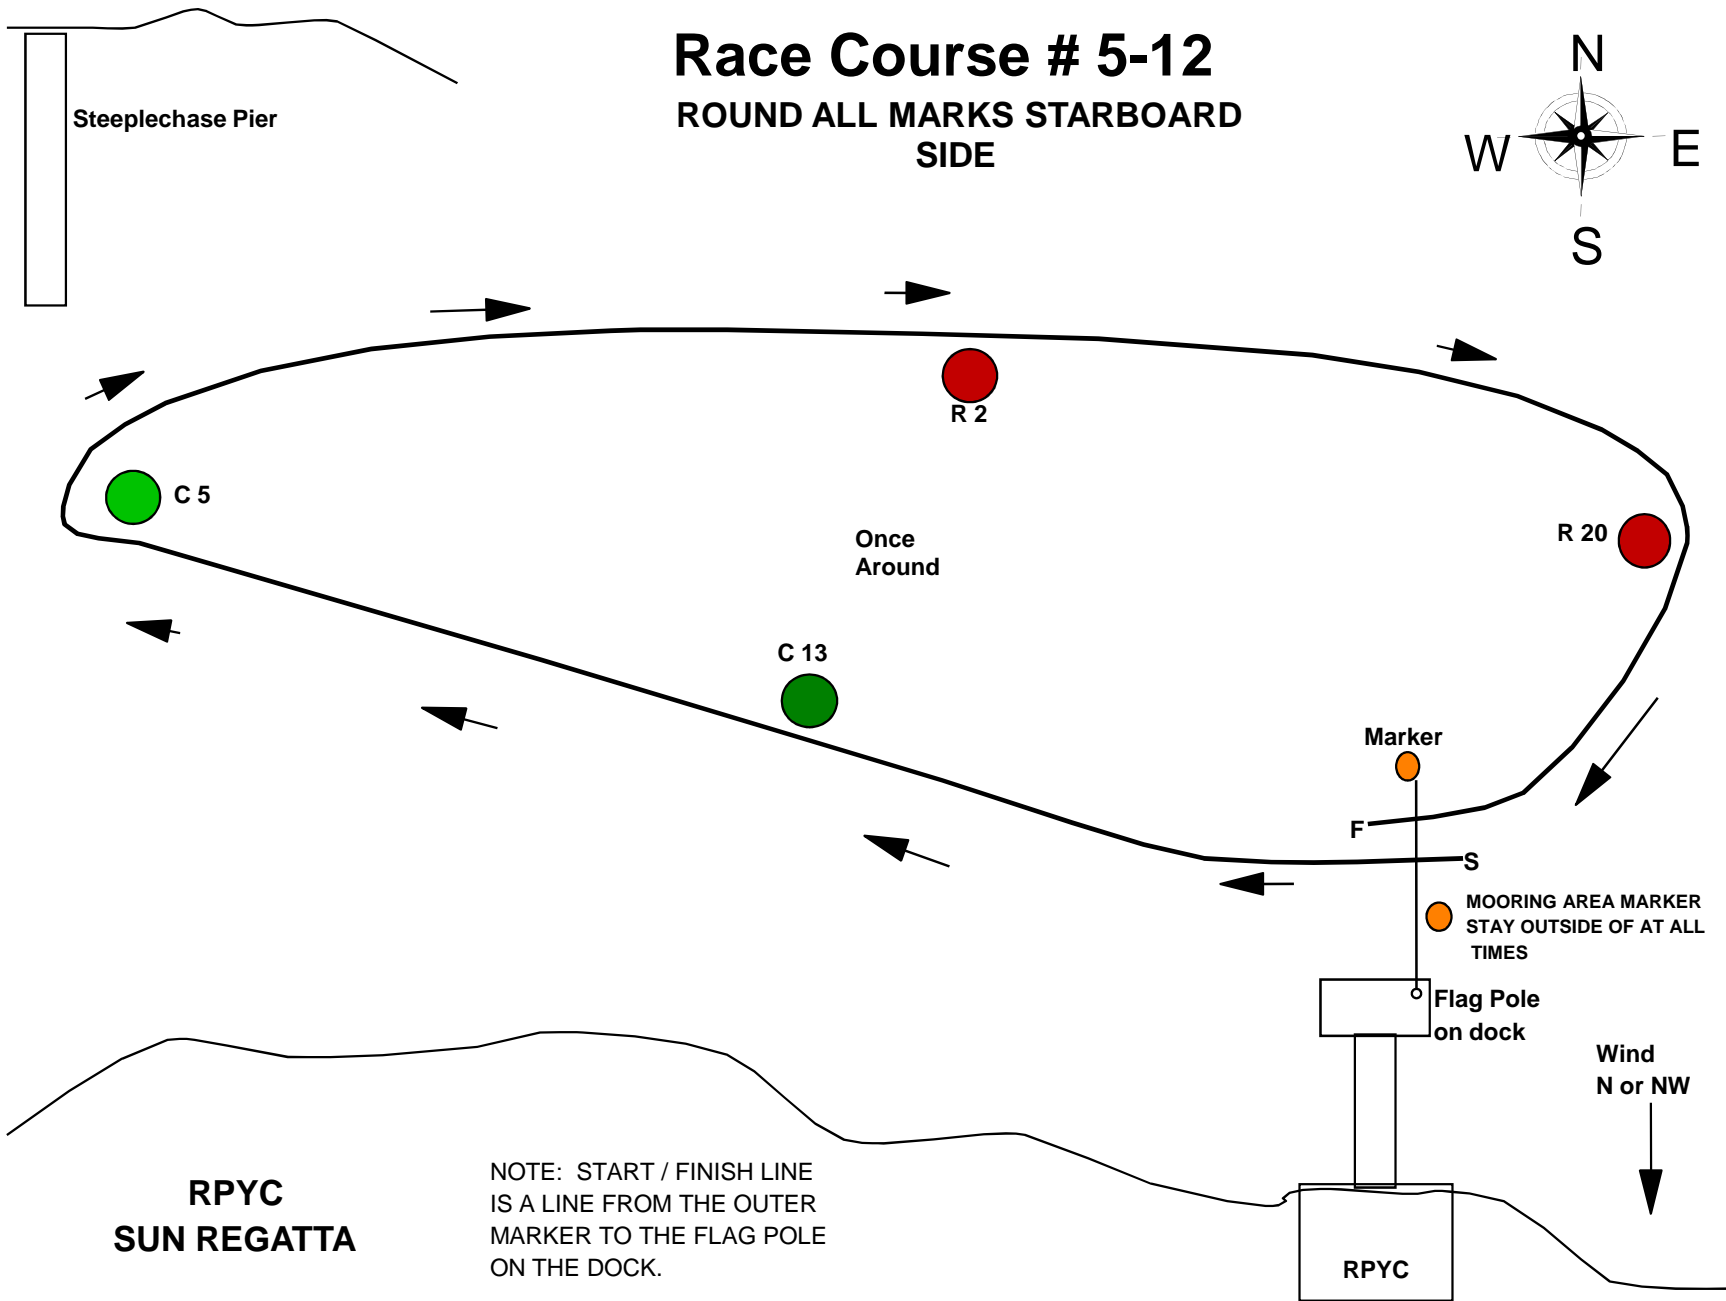 Race Course # 5-12
ROUND ALL MARKS STARBOARD
SIDE
N
W
E
S
Steeplechase Pier
R 2
C 5
R 20
Once
Around
C 13
Marker
F
S
MOORING AREA MARKER
STAY OUTSIDE OF AT ALL
TIMES
Flag Pole
on dock
Wind
N or NW
RPYC
SUN REGATTA
NOTE:  START / FINISH LINE
IS A LINE FROM THE OUTER
MARKER TO THE FLAG POLE
ON THE DOCK.
RPYC